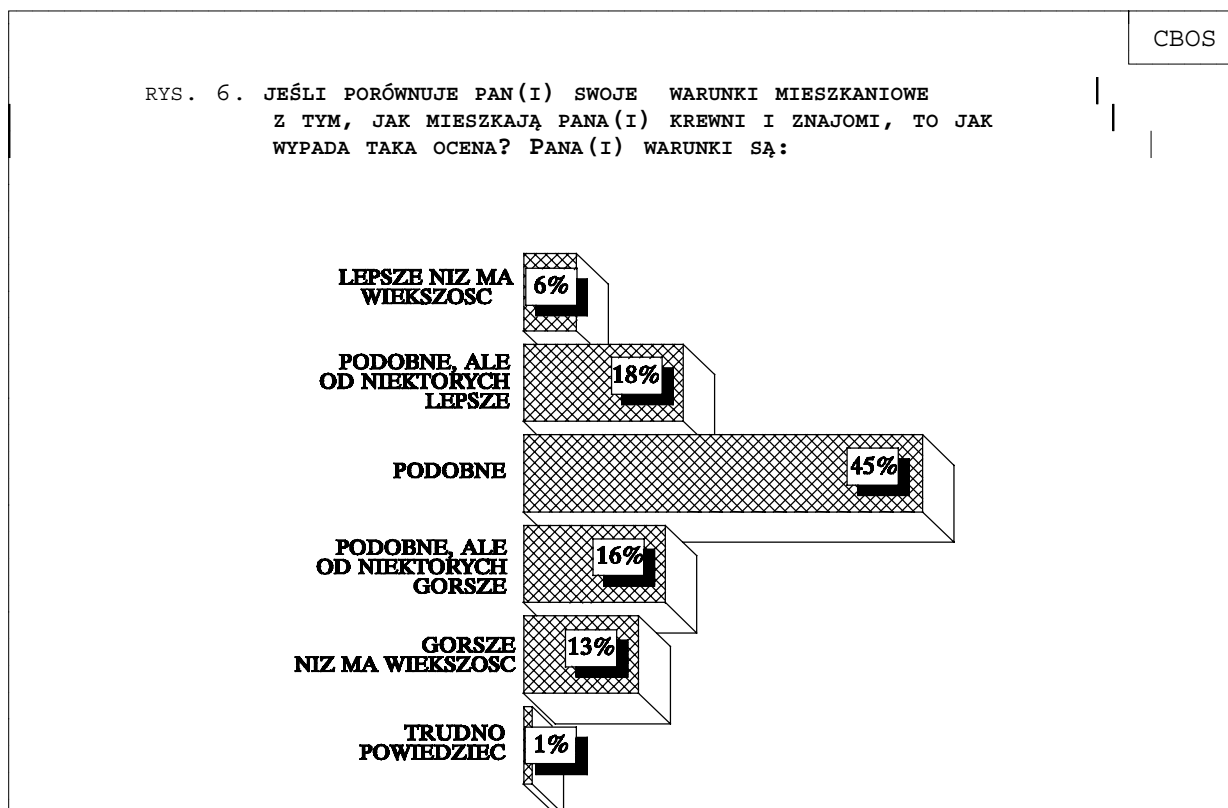 CBOS
RYS. 6. JEŚLI PORÓWNUJE PAN(I) SWOJE WARUNKI MIESZKANIOWE
Z TYM, JAK MIESZKAJĄ PANA(I) KREWNI I ZNAJOMI, TO JAK
WYPADA TAKA OCENA? PANA(I) WARUNKI SĄ:
LEPSZE NIZ MA
WIEKSZOSC
6%
PODOBNE, ALE
OD NIEKTORYCH
LEPSZE
18%
PODOBNE
45%
PODOBNE, ALE
OD NIEKTORYCH
GORSZE
16%
GORSZE
NIZ MA WIEKSZOSC
13%
TRUDNO
POWIEDZIEC
1%